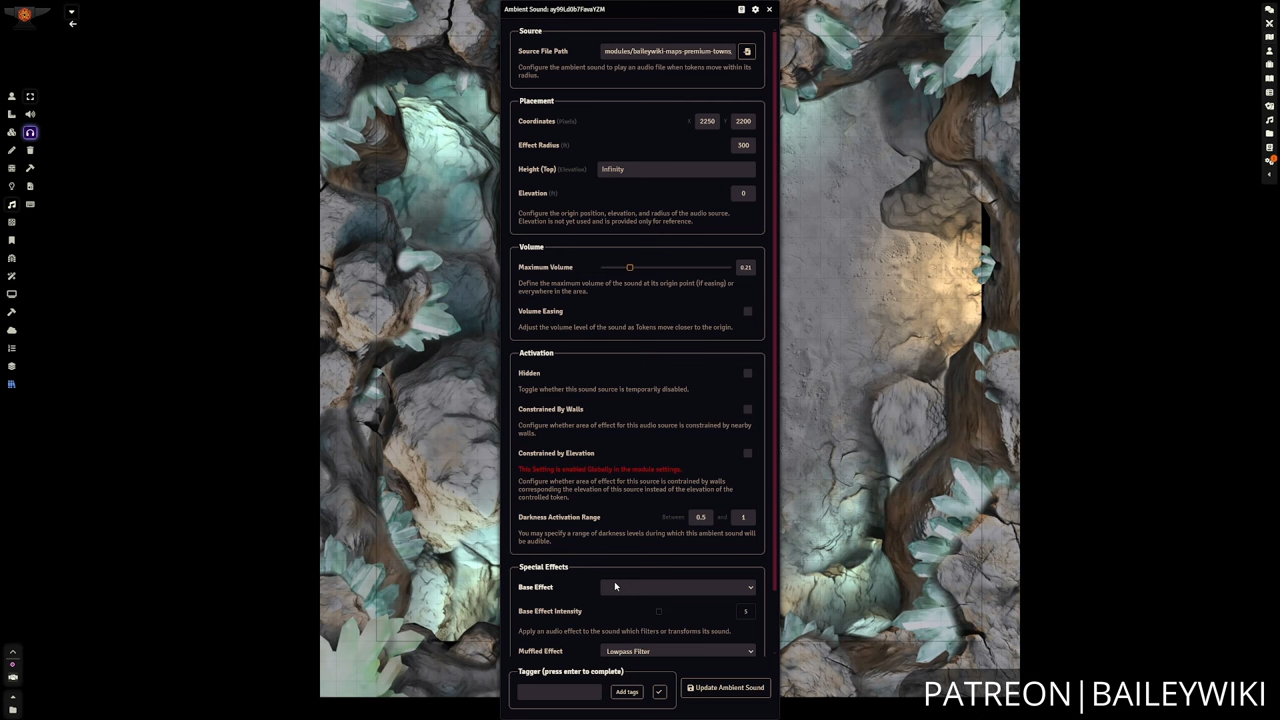 Ambient Sound: ay99Ld0b7FavaYZM
Source
Source File Path modules/baileywiki-maps-premium-towns,
Configure the ambient sound to play an audio file when tokens move within its
radius.
Placement
Coordinates (Pixels) X 2250 Y 2200
Effect Radius (ft) 300
Height (Top) (Elevation) Infinity
Elevation (ft) 0
Configure the origin position, elevation, and radius of the audio source.
Elevation is not yet used and is provided only for reference.
Volume
Maximum Volume 0.21
Define the maximum volume of the sound at its origin point (if easing) or
everywhere in the area.
Volume Easing
Adjust the volume level of the sound as Tokens move closer to the origin.
Activation
Hidden
Toggle whether this sound source is temporarily disabled.
Constrained By Walls
Configure whether area of effect for this audio source is constrained by nearby
walls.
Constrained by Elevation
This Setting is enabled Globally in the module settings.
Configure whether area of effect for this source is contrained by walls
corresponding the elevation of this source instead of the elevation of the
controlled token.
Darkness Activation Range Between 0.5 and 1
You may specify a range of darkness levels during which this ambient sound will
be audible.
Special Effects
Base Effect
Base Effect Intensity 5
Apply an audio effect to the sound which filters or transforms its sound.
Muffled Effect Lowpass Filter
Tagger (press enter to complete)
Add tags
Update Ambient Sound
PATREON|BAILEYWIKI